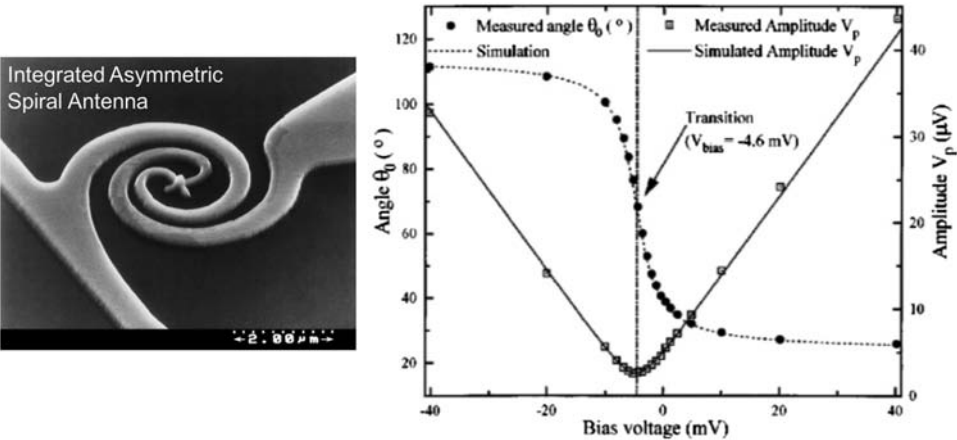 Integrated Asymmetric
Spiral Antenna
2.00μm
Measured angle θ₀ (°)
Simulation
Measured Amplitude Vₚ
Simulated Amplitude Vₚ
Transition
(V_bias = -4.6 mV)
Angle θ₀ (°)
120
100
80
60
40
20
Amplitude Vₚ (μV)
40
30
20
10
0
-40
-20
0
20
40
Bias voltage (mV)